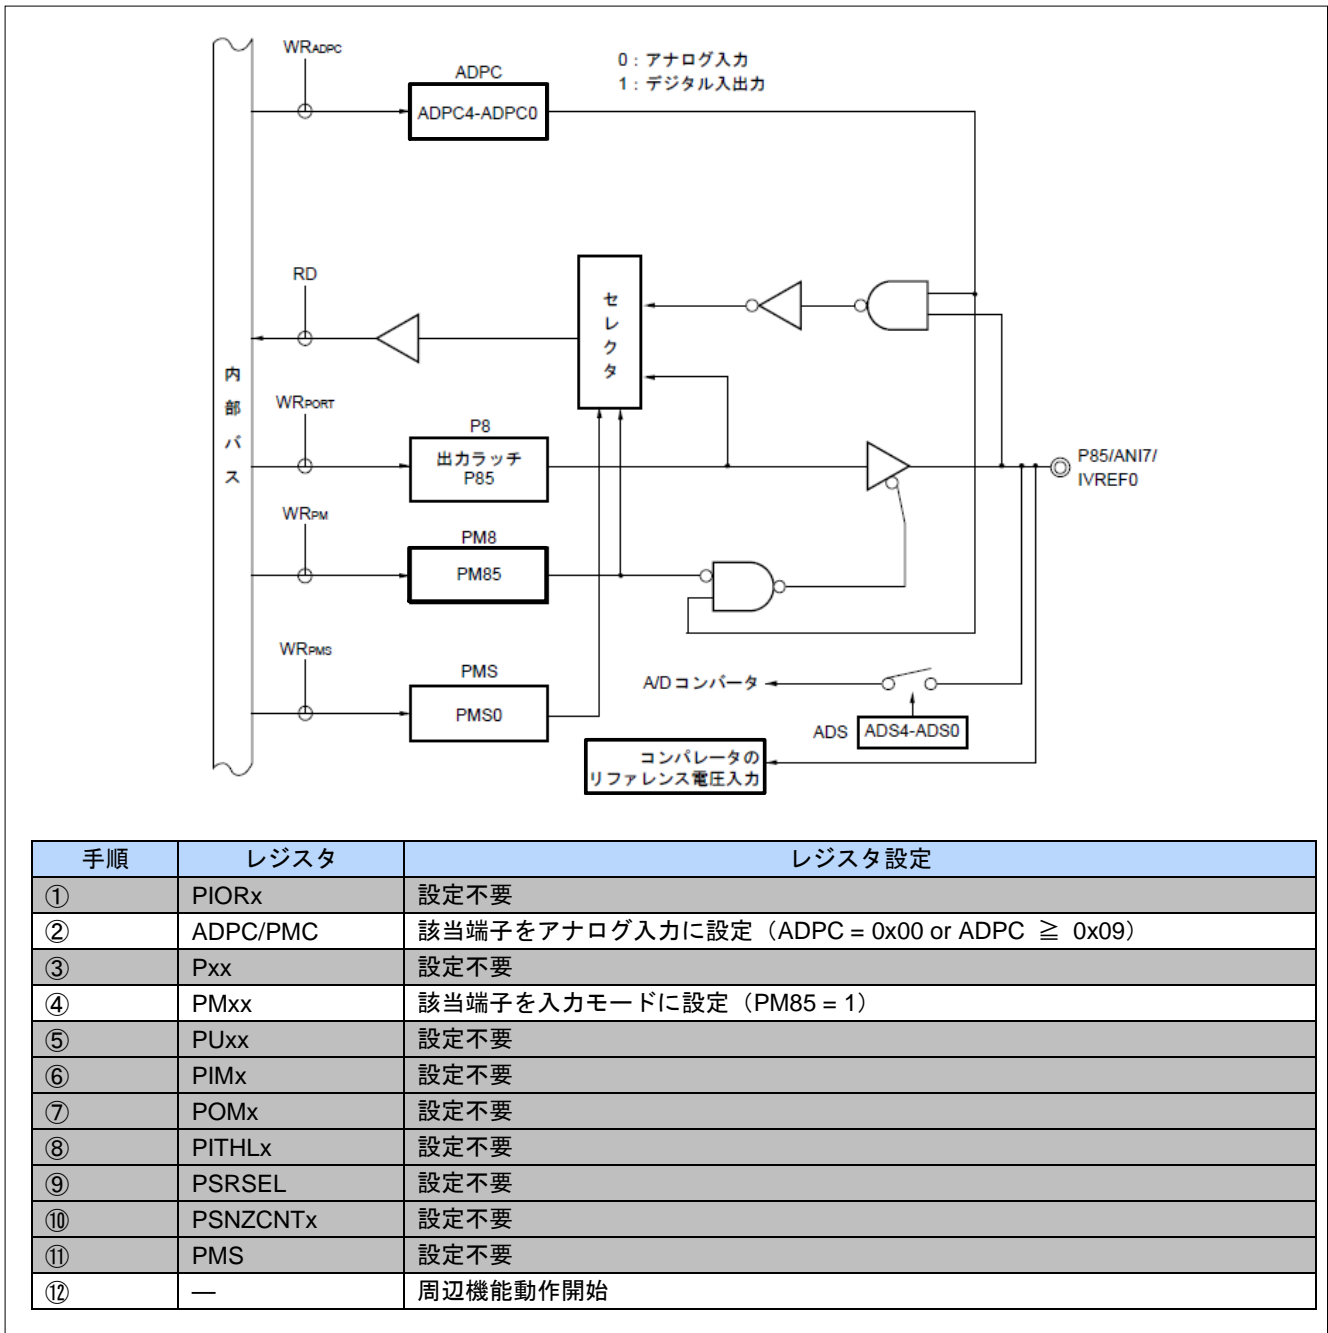 WRADPC
ADPC
ADPC4-ADPC0
0：アナログ入力
1：デジタル入出力
RD
セレクタ
内部バス
WRPORT
P8
出力ラッチ
P85
P85/ANI7/
IVREF0
WRPM
PM8
PM85
WRPMS
PMS
PMS0
A/Dコンバータ
ADS
ADS4-ADS0
コンパレータの
リファレンス電圧入力
手順 レジスタ レジスタ設定
① PIORx 設定不要
② ADPC/PMC 該当端子をアナログ入力に設定（ADPC = 0x00 or ADPC ≧ 0x09）
③ Pxx 設定不要
④ PMxx 該当端子を入力モードに設定（PM85 = 1）
⑤ PUxx 設定不要
⑥ PIMx 設定不要
⑦ POMx 設定不要
⑧ PITHLx 設定不要
⑨ PSRSEL 設定不要
⑩ PSNZCNTx 設定不要
⑪ PMS 設定不要
⑫ — 周辺機能動作開始